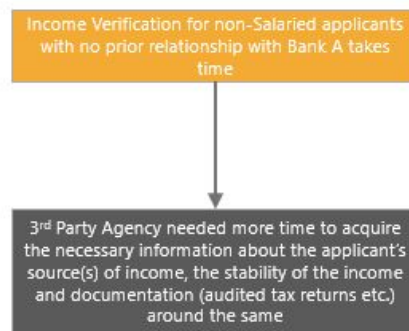 Income Verification for non-Salaried applicants
with no prior relationship with Bank A takes
time
3rd Party Agency needed more time to acquire
the necessary information about the applicant's
source(s) of income, the stability of the income
and documentation (audited tax returns etc.)
around the same